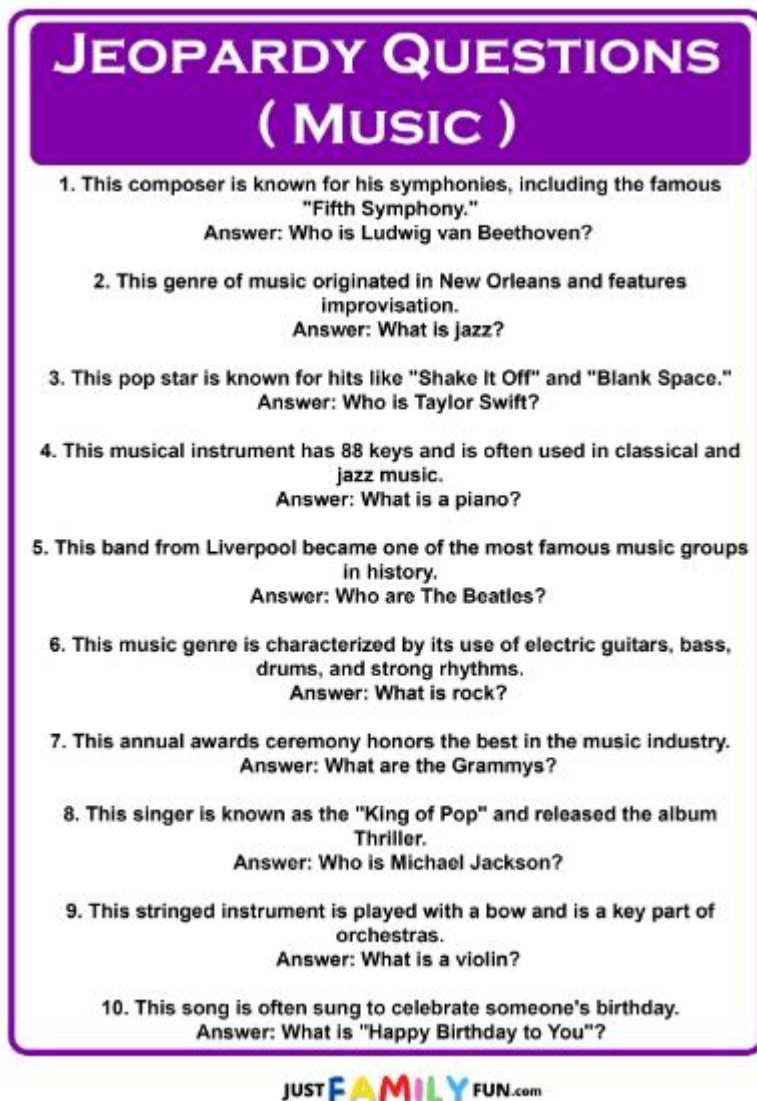 JEOPARDY QUESTIONS
( MUSIC )
1. This composer is known for his symphonies, including the famous
"Fifth Symphony."
Answer: Who is Ludwig van Beethoven?
2. This genre of music originated in New Orleans and features
improvisation.
Answer: What is jazz?
3. This pop star is known for hits like "Shake It Off" and "Blank Space."
Answer: Who is Taylor Swift?
4. This musical instrument has 88 keys and is often used in classical and
jazz music.
Answer: What is a piano?
5. This band from Liverpool became one of the most famous music groups
in history.
Answer: Who are The Beatles?
6. This music genre is characterized by its use of electric guitars, bass,
drums, and strong rhythms.
Answer: What is rock?
7. This annual awards ceremony honors the best in the music industry.
Answer: What are the Grammys?
8. This singer is known as the "King of Pop" and released the album
Thriller.
Answer: Who is Michael Jackson?
9. This stringed instrument is played with a bow and is a key part of
orchestras.
Answer: What is a violin?
10. This song is often sung to celebrate someone's birthday.
Answer: What is "Happy Birthday to You"?
JUST FAMILY FUN.com